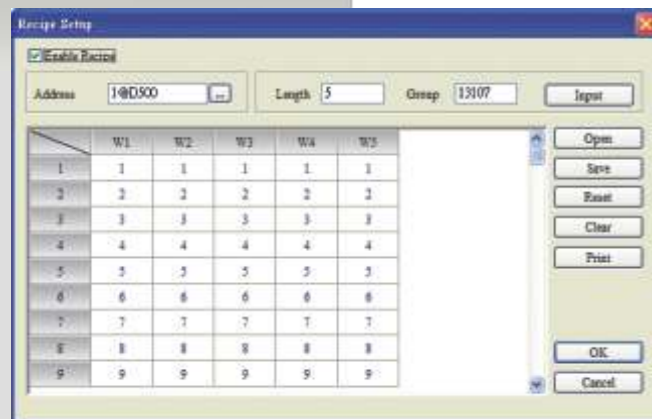 Recipe Setup
Enable Recipe
Address 1@D500 ... Length 5 Group 13107 Input
W1 W2 W3 W4 W5
1 1 1 1 1 1
2 2 2 2 2 2
3 3 3 3 3 3
4 4 4 4 4 4
5 5 5 5 5 5
6 6 6 6 6 6
7 7 7 7 7 7
8 8 8 8 8 8
9 9 9 9 9 9
Open
Save
Reset
Clear
Print
OK
Cancel